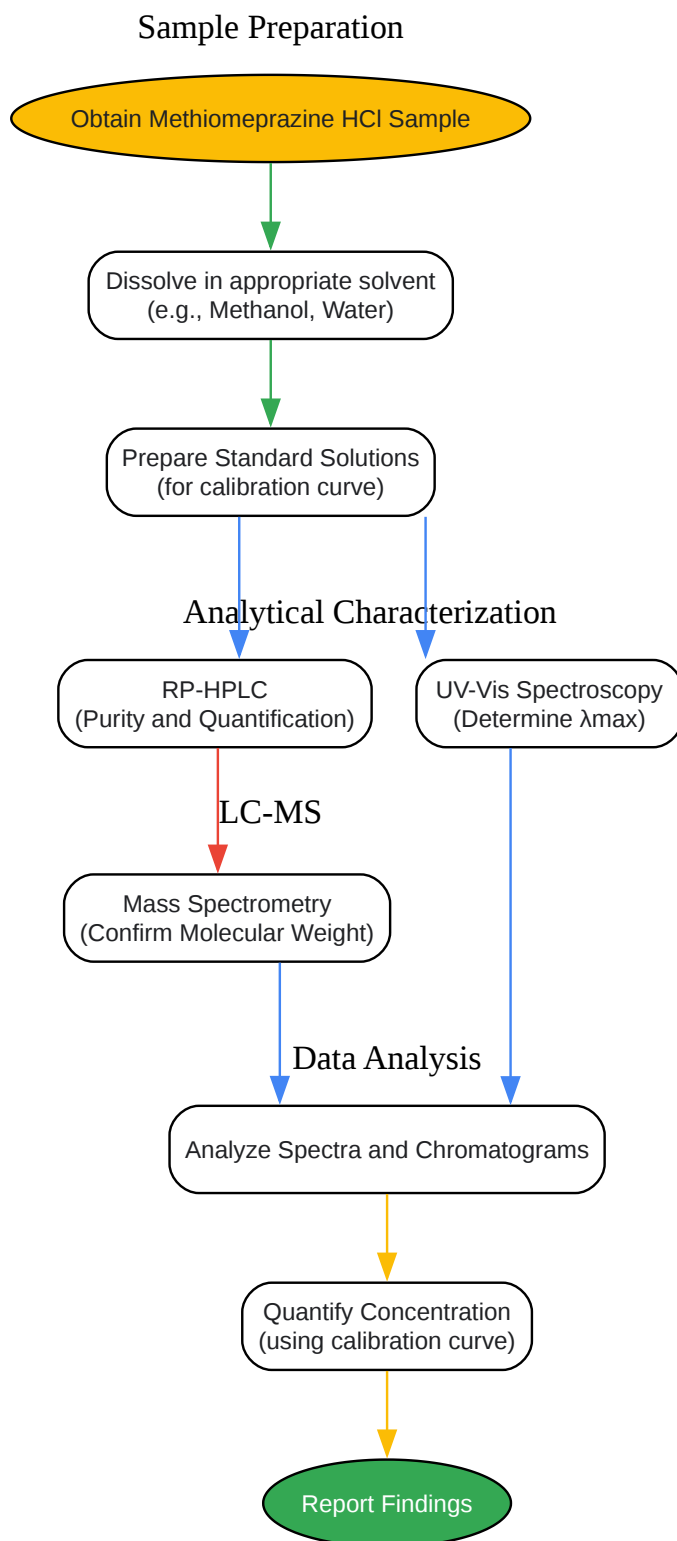 Sample Preparation
Obtain Methiomeprazine HCl Sample
Dissolve in appropriate solvent
(e.g., Methanol, Water)
Prepare Standard Solutions
(for calibration curve)
Analytical Characterization
RP-HPLC
(Purity and Quantification)
UV-Vis Spectroscopy
(Determine λmax)
LC-MS
Mass Spectrometry
(Confirm Molecular Weight)
Data Analysis
Analyze Spectra and Chromatograms
Quantify Concentration
(using calibration curve)
Report Findings